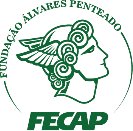 FUNDAÇÃO ÁLVARES PENTEADO
FECAP